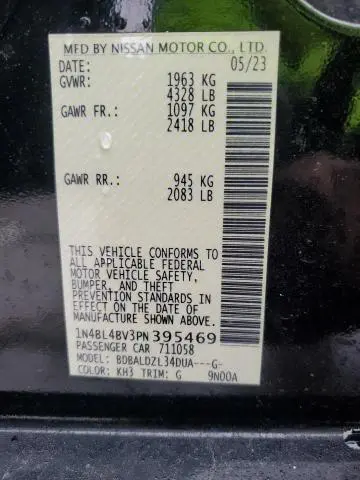 MFD BY NISSAN MOTOR CO., LTD.
DATE: 05/23
GVWR: 1963 KG
4328 LB
GAWR FR.: 1097 KG
2418 LB
GAWR RR.: 945 KG
2083 LB
THIS VEHICLE CONFORMS TO
ALL APPLICABLE FEDERAL
MOTOR VEHICLE SAFETY,
BUMPER, AND THEFT
PREVENTION STANDARDS IN
EFFECT ON THE DATE OF
MANUFACTURE SHOWN ABOVE.
1N4BL4BV3PN395469
PASSENGER CAR 711058
MODEL: BDBALDZL34DUA---G-
COLOR: KH3 TRIM: G 9N00A